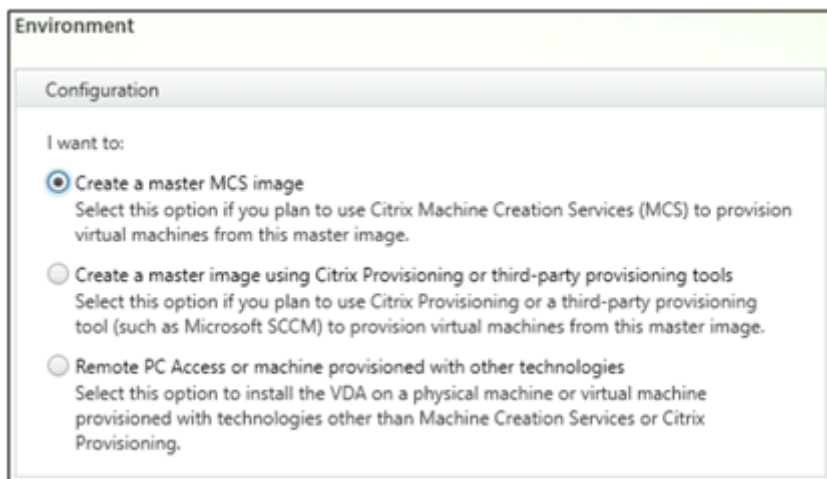 Environment
Configuration
I want to:
Create a master MCS image
Select this option if you plan to use Citrix Machine Creation Services (MCS) to provision
virtual machines from this master image.
Create a master image using Citrix Provisioning or third-party provisioning tools
Select this option if you plan to use Citrix Provisioning or a third-party provisioning
tool (such as Microsoft SCCM) to provision virtual machines from this master image.
Remote PC Access or machine provisioned with other technologies
Select this option to install the VDA on a physical machine or virtual machine
provisioned with technologies other than Machine Creation Services or Citrix
Provisioning.